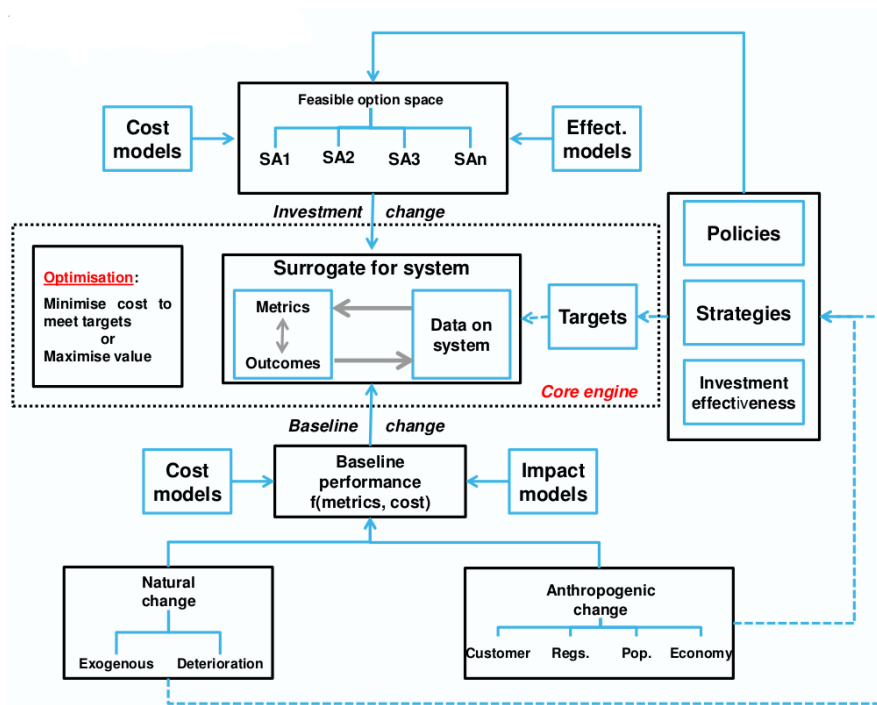 Feasible option space
Cost
models
SA1 SA2 SA3 SAn
Effect.
models
Investment change
Policies
Strategies
Investment
effectiveness
Optimisation:
Minimise cost to
meet targets
or
Maximise value
Surrogate for system
Metrics
Outcomes
Data on
system
Targets
Core engine
Baseline change
Cost
models
Baseline
performance
f(metrics, cost)
Impact
models
Natural
change
Exogenous Deterioration
Anthropogenic
change
Customer Regs. Pop. Economy